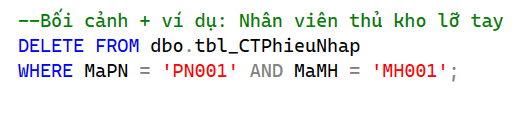 --Bối cảnh + ví dụ: Nhân viên thủ kho lỡ tay
DELETE FROM dbo.tbl_CTPhieuNhap
WHERE MaPN = 'PN001' AND MaMH = 'MH001';